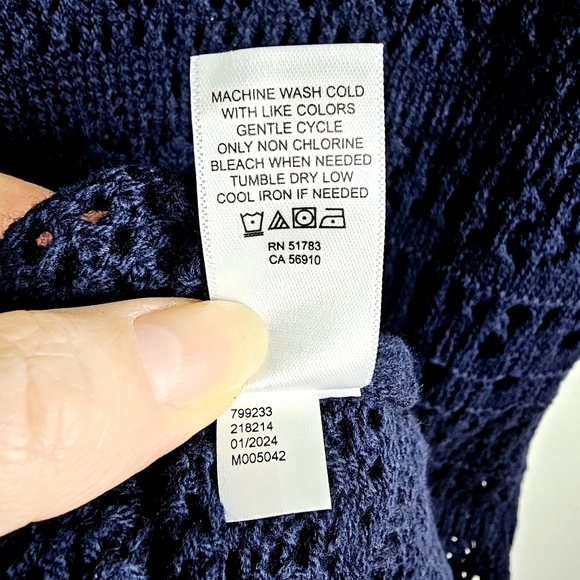 MACHINE WASH COLD
WITH LIKE COLORS
GENTLE CYCLE
ONLY NON CHLORINE
BLEACH WHEN NEEDED
TUMBLE DRY LOW
COOL IRON IF NEEDED
RN 51783
CA 56910
799233
218214
01/2024
M005042